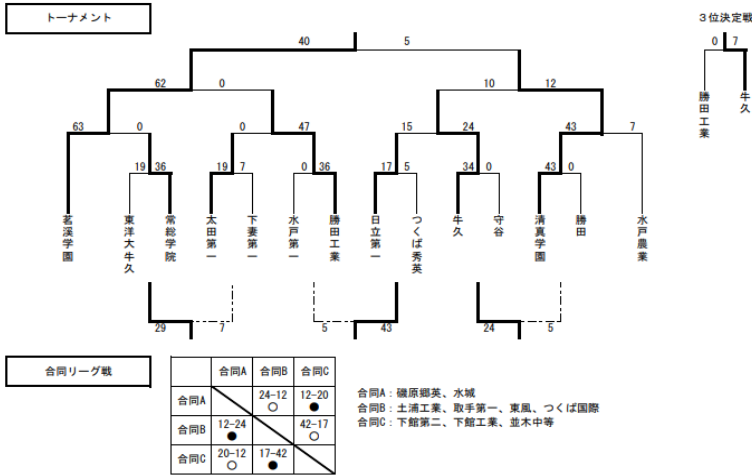 トーナメント
3位決定戦
40 5
0 7
62 0
10 12
勝田工業
牛久
63 0
0 47
15 24
43 7
19 36
19 7
0 36
17 5
34 0
43 0
茗溪学園
東洋大牛久
常総学院
太田第一
下妻第一
水戸第一
勝田工業
日立第一
つくば秀英
牛久
守谷
清真学園
勝田
水戸農業
29 7
5 43
24 5
合同リーグ戦
合同A 合同B 合同C
合同A 24-12 12-20
○ ●
合同B 12-24 42-17
● ○
合同C 20-12 17-42
○ ●
合同A：磯原郷英、水城
合同B：土浦工業、取手第一、東風、つくば国際
合同C：下館第二、下館工業、並木中等